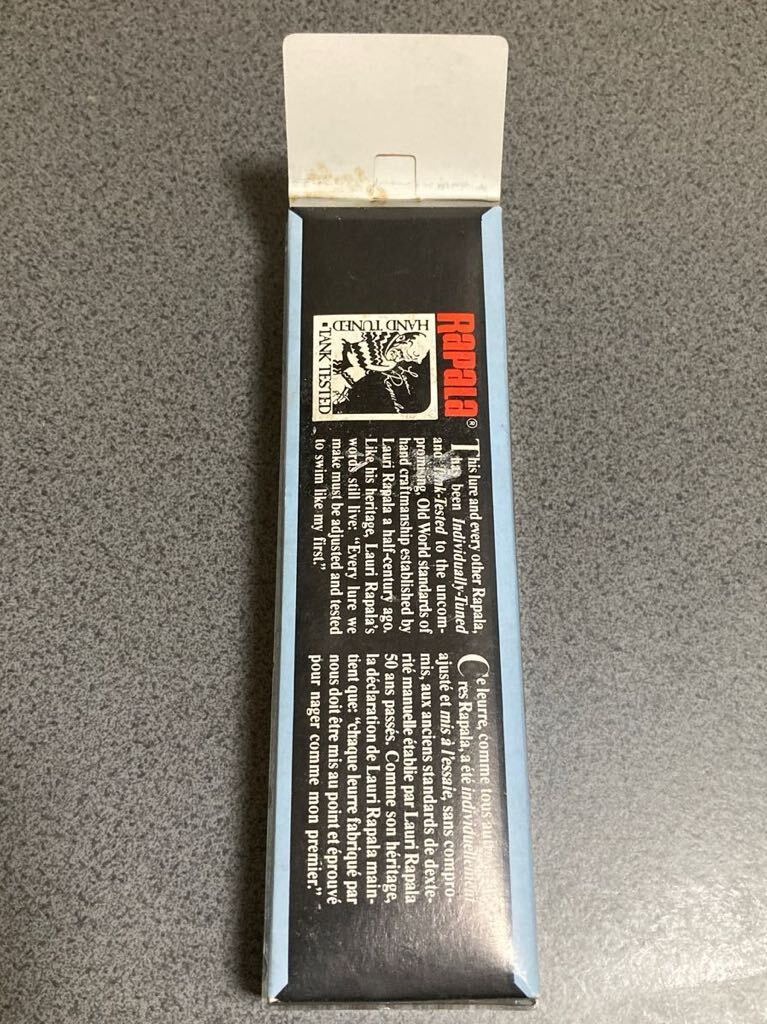 RapaLa®
HAND TUNED
•TANK TESTED
Lauri Rapala
This lure and every other Rapala,
has been Individually-Tuned
and Tank-Tested to the uncom-
promising, Old World standards of
hand craftmanship established by
Lauri Rapala a half-century ago.
Like his heritage, Lauri Rapala's
words still live: "Every lure we
make must be adjusted and tested
to swim like my first."
Ce leurre, comme tous
res Rapala, a été individuellement
ajusté et mis à l'essaie, sans compro-
mis, aux anciens standards de dexte-
rité manuelle établie par Lauri Rapala
50 ans passés. Comme son héritage,
la déclaration de Lauri Rapala main-
tient que: "chaque leurre fabriqué par
nous doit être mis au point et éprouvé
pour nager comme mon premier."